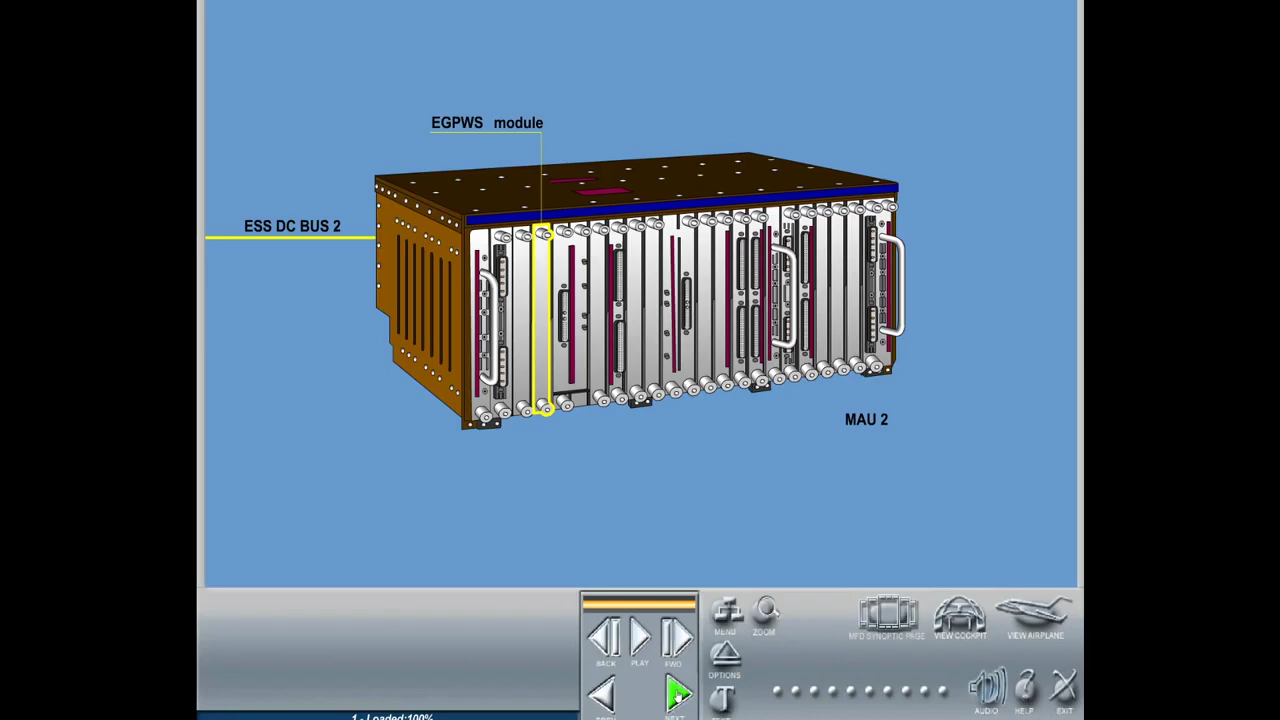 EGPWS module
ESS DC BUS 2
MAU 2
MENU
ZOOM
MFD SYNOPTIC PAGE
VIEW COCKPIT
VIEW AIRPLANE
BACK
PLAY
FWD
OPTIONS
NEXT
AUDIO
HELP
EXIT
1 - Loaded:100%